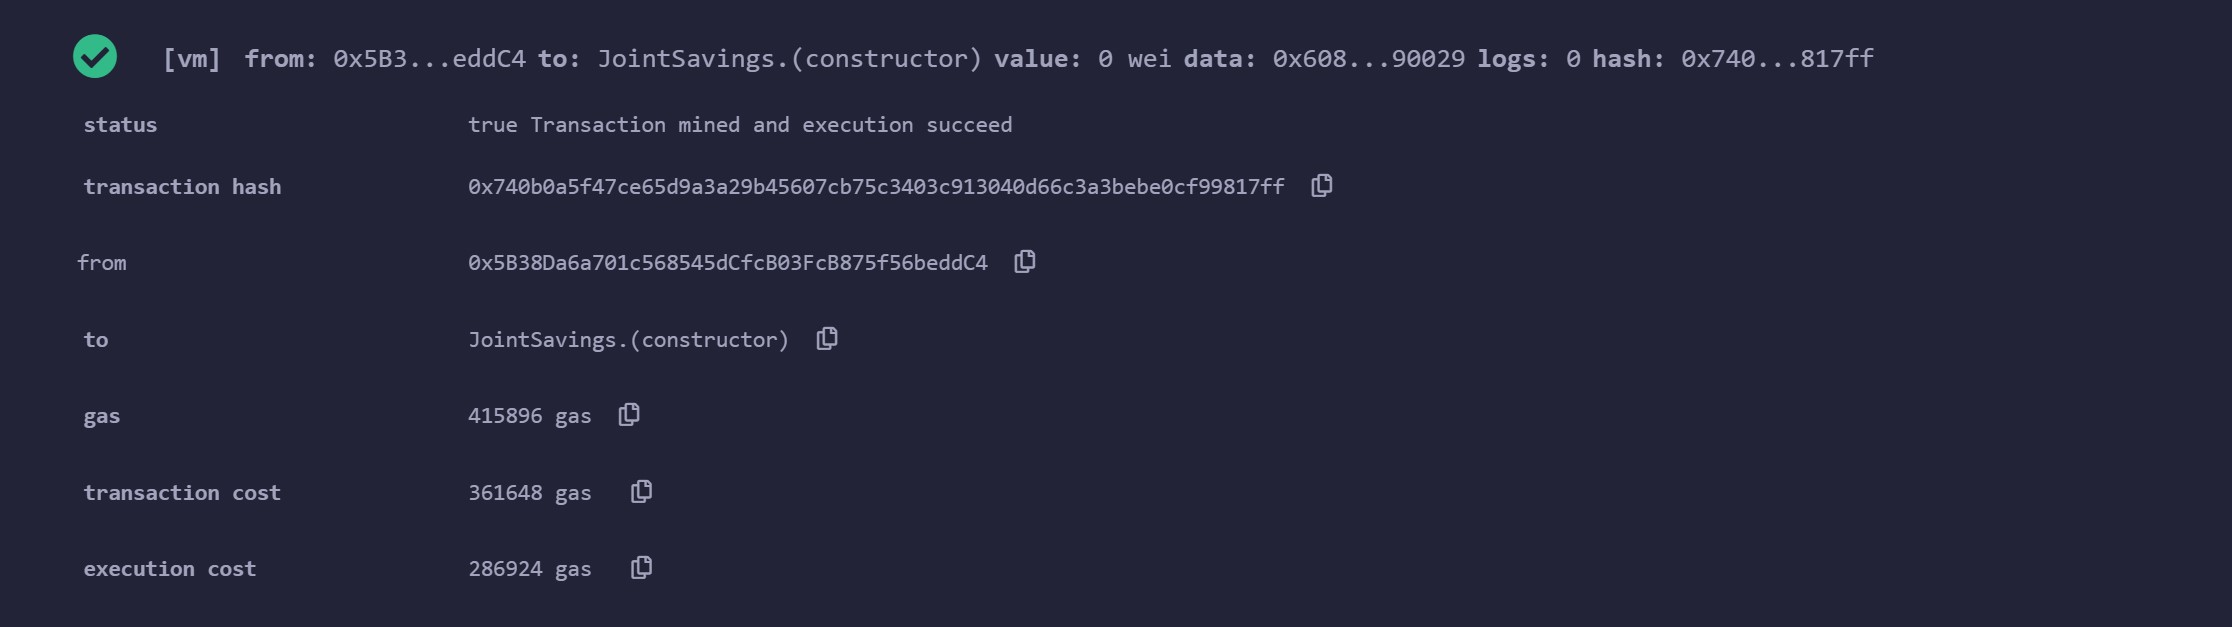 [vm] from: 0x5B3...eddC4 to: JointSavings.(constructor) value: 0 wei data: 0x608...90029 logs: 0 hash: 0x740...817ff
status true Transaction mined and execution succeed
transaction hash 0x740b0a5f47ce65d9a3a29b45607cb75c3403c913040d66c3a3bebe0cf99817ff
from 0x5B38Da6a701c568545dCfcB03FcB875f56beddC4
to JointSavings.(constructor)
gas 415896 gas
transaction cost 361648 gas
execution cost 286924 gas